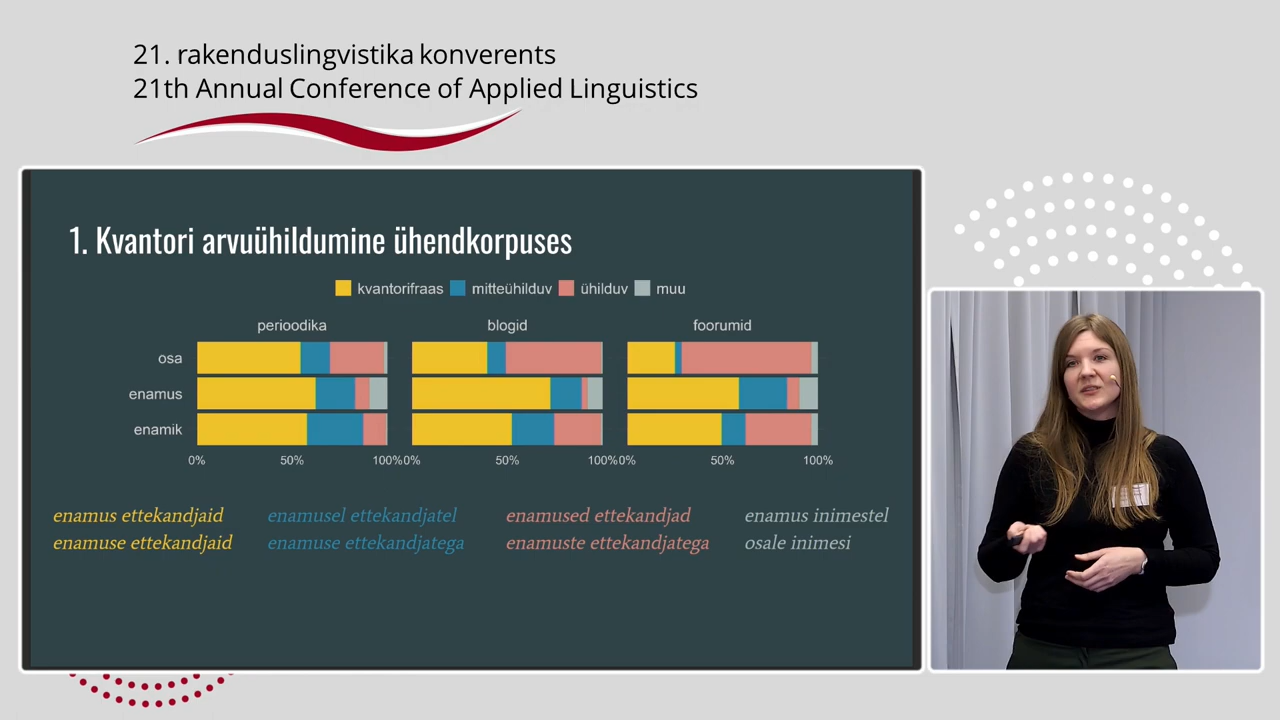 21. rakenduslingvistika konverents
21th Annual Conference of Applied Linguistics
1. Kvantori arvuühildumine ühendkorpuses
kvantorifraas mitteühilduv ühilduv muu
perioodika blogid foorumid
osa
enamus
enamik
0% 50% 100% 0% 50% 100% 0% 50% 100%
enamus ettekandjaid enamusel ettekandjatel enamused ettekandjad enamus inimestel
enamuse ettekandjaid enamuse ettekandjatega enamuste ettekandjatega osale inimesi